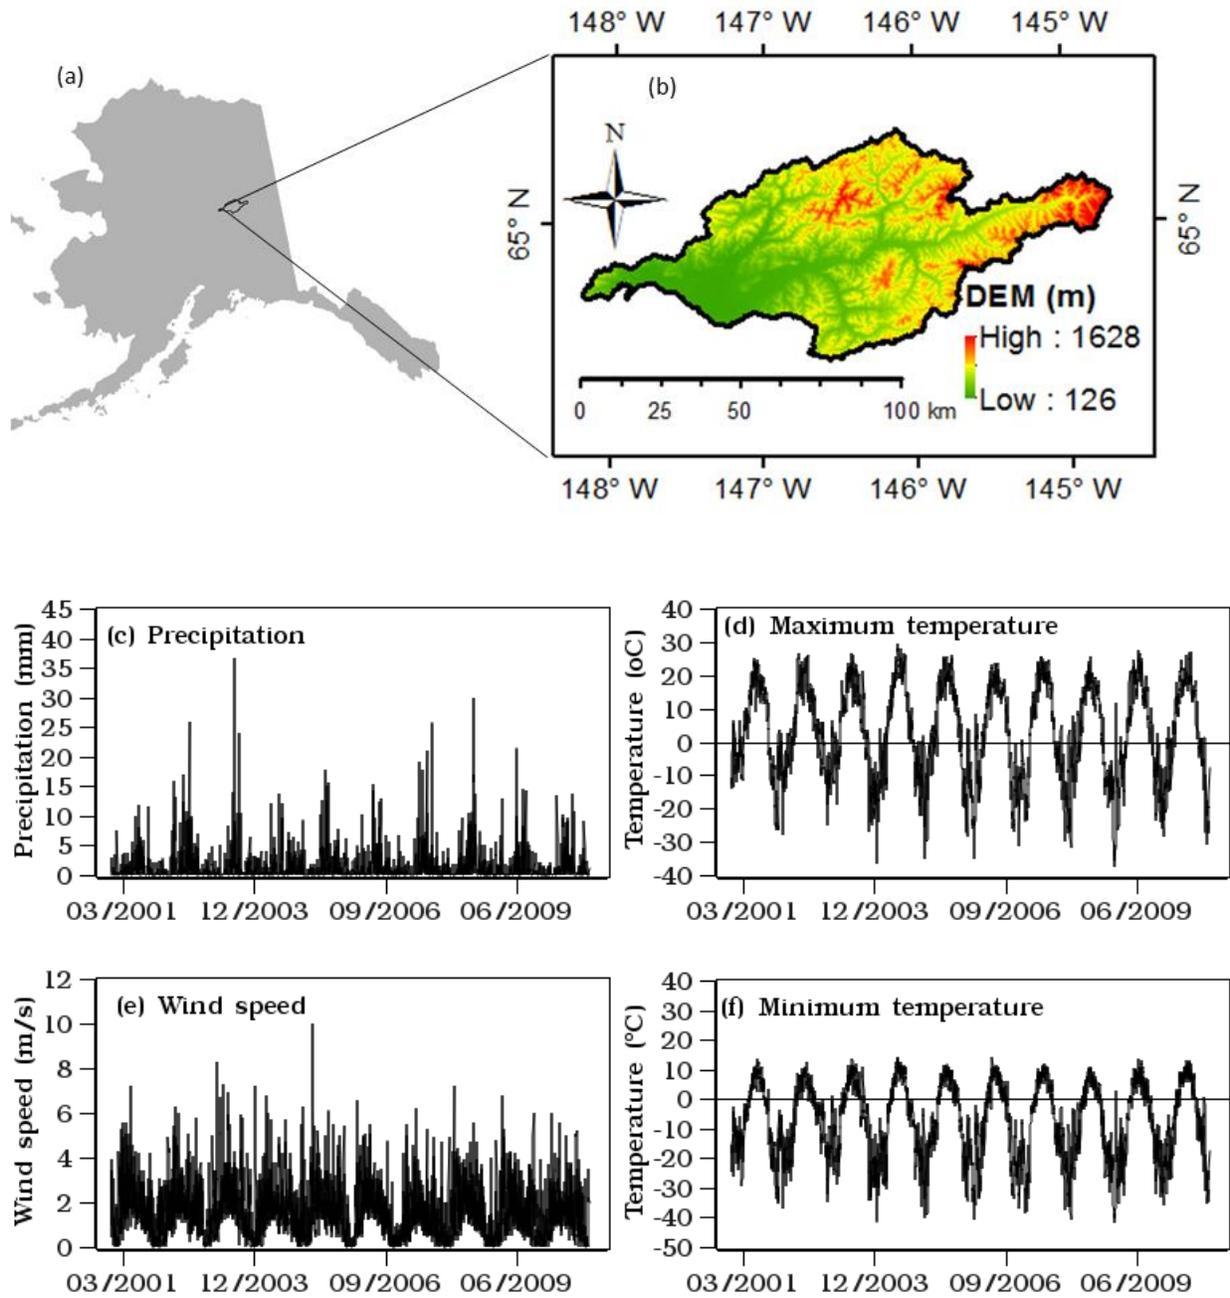 148° W 147° W 146° W 145° W
(a)
(b)
N
65° N
65° N
DEM (m)
High : 1628
Low : 126
0 25 50 100 km
148° W 147° W 146° W 145° W
45
40
35
30
25
20
15
10
5
0
Precipitation (mm)
(c) Precipitation
03/2001 12/2003 09/2006 06/2009
40
30
20
10
0
-10
-20
-30
-40
Temperature (oC)
(d) Maximum temperature
03/2001 12/2003 09/2006 06/2009
12
10
8
6
4
2
0
Wind speed (m/s)
(e) Wind speed
03/2001 12/2003 09/2006 06/2009
40
30
20
10
0
-10
-20
-30
-40
-50
Temperature (°C)
(f) Minimum temperature
03/2001 12/2003 09/2006 06/2009